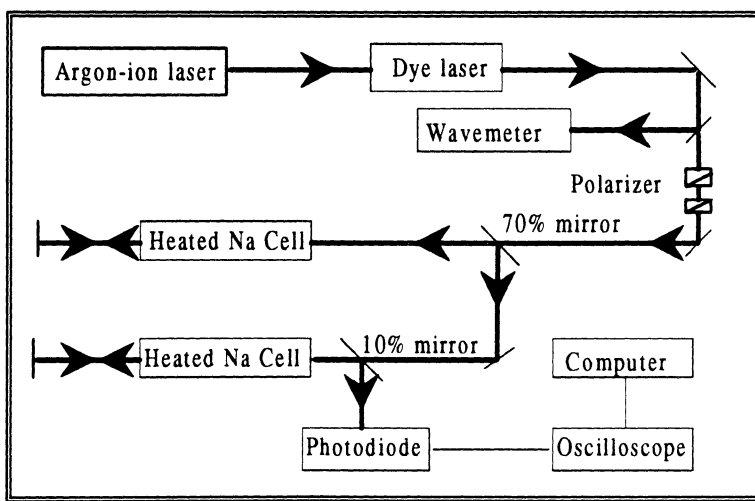 Argon-ion laser
Dye laser
Wavemeter
Polarizer
70% mirror
Heated Na Cell
10% mirror
Heated Na Cell
Computer
Photodiode
Oscilloscope